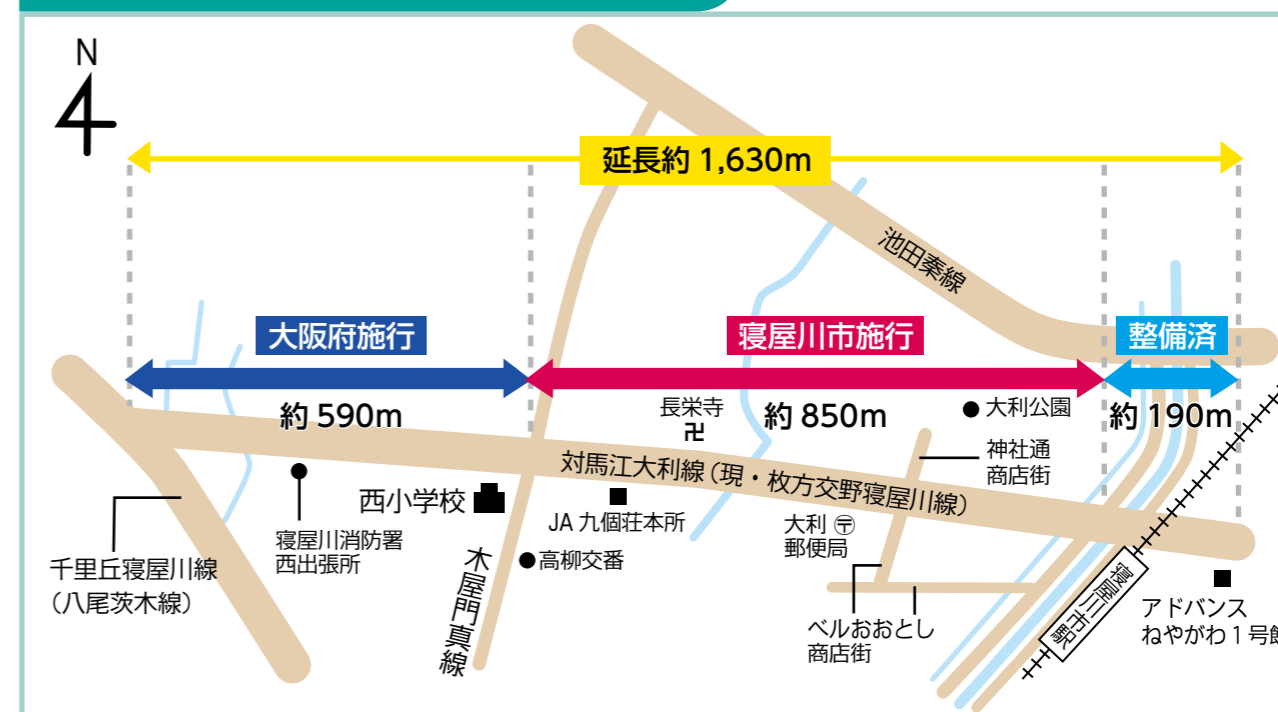 N
延長約 1,630m
池田秦線
大阪府施行
寝屋川市施行
整備済
約 590m
約 850m
約 190m
長栄寺
卍
大利公園
神社通
商店街
対馬江大利線(現・枚方交野寝屋川線)
西小学校
JA 九個荘本所
大利 〶
郵便局
寝屋川消防署
西出張所
高柳交番
千里丘寝屋川線
(八尾茨木線)
木屋門真線
ベルおおとし
商店街
寝屋川市駅
アドバンス
ねやがわ 1 号館